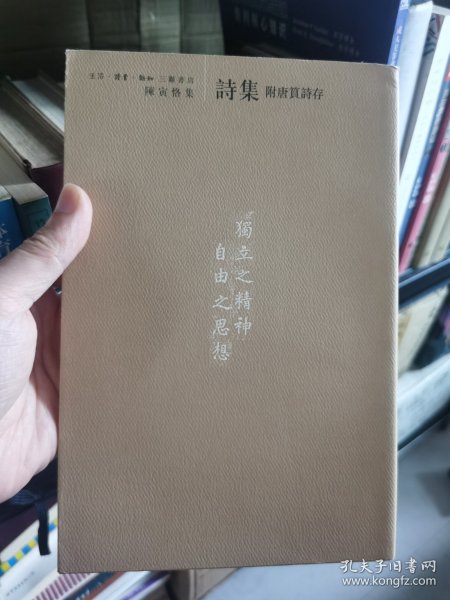 生活·讀書·新知 三聯書店
陳寅恪集
詩集 附唐篔詩存
獨立之精神
自由之思想
孔夫子旧书网
www.kongfz.com